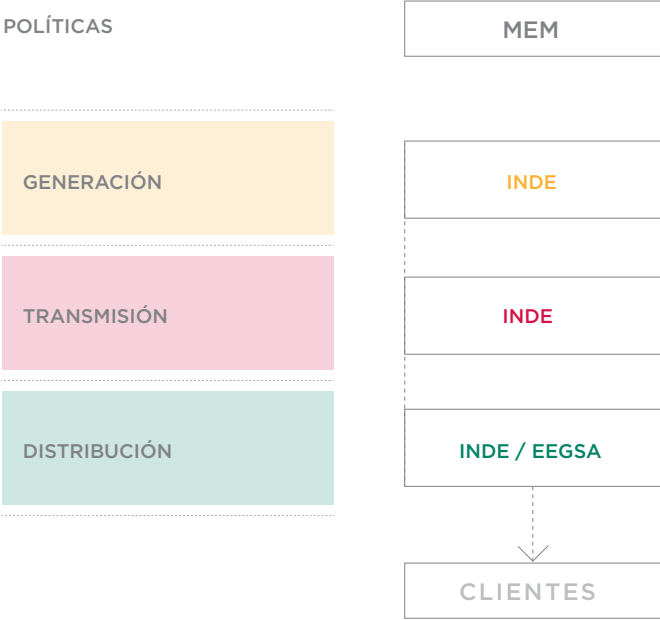 POLÍTICAS
MEM
GENERACIÓN
INDE
TRANSMISIÓN
INDE
DISTRIBUCIÓN
INDE / EEGSA
CLIENTES